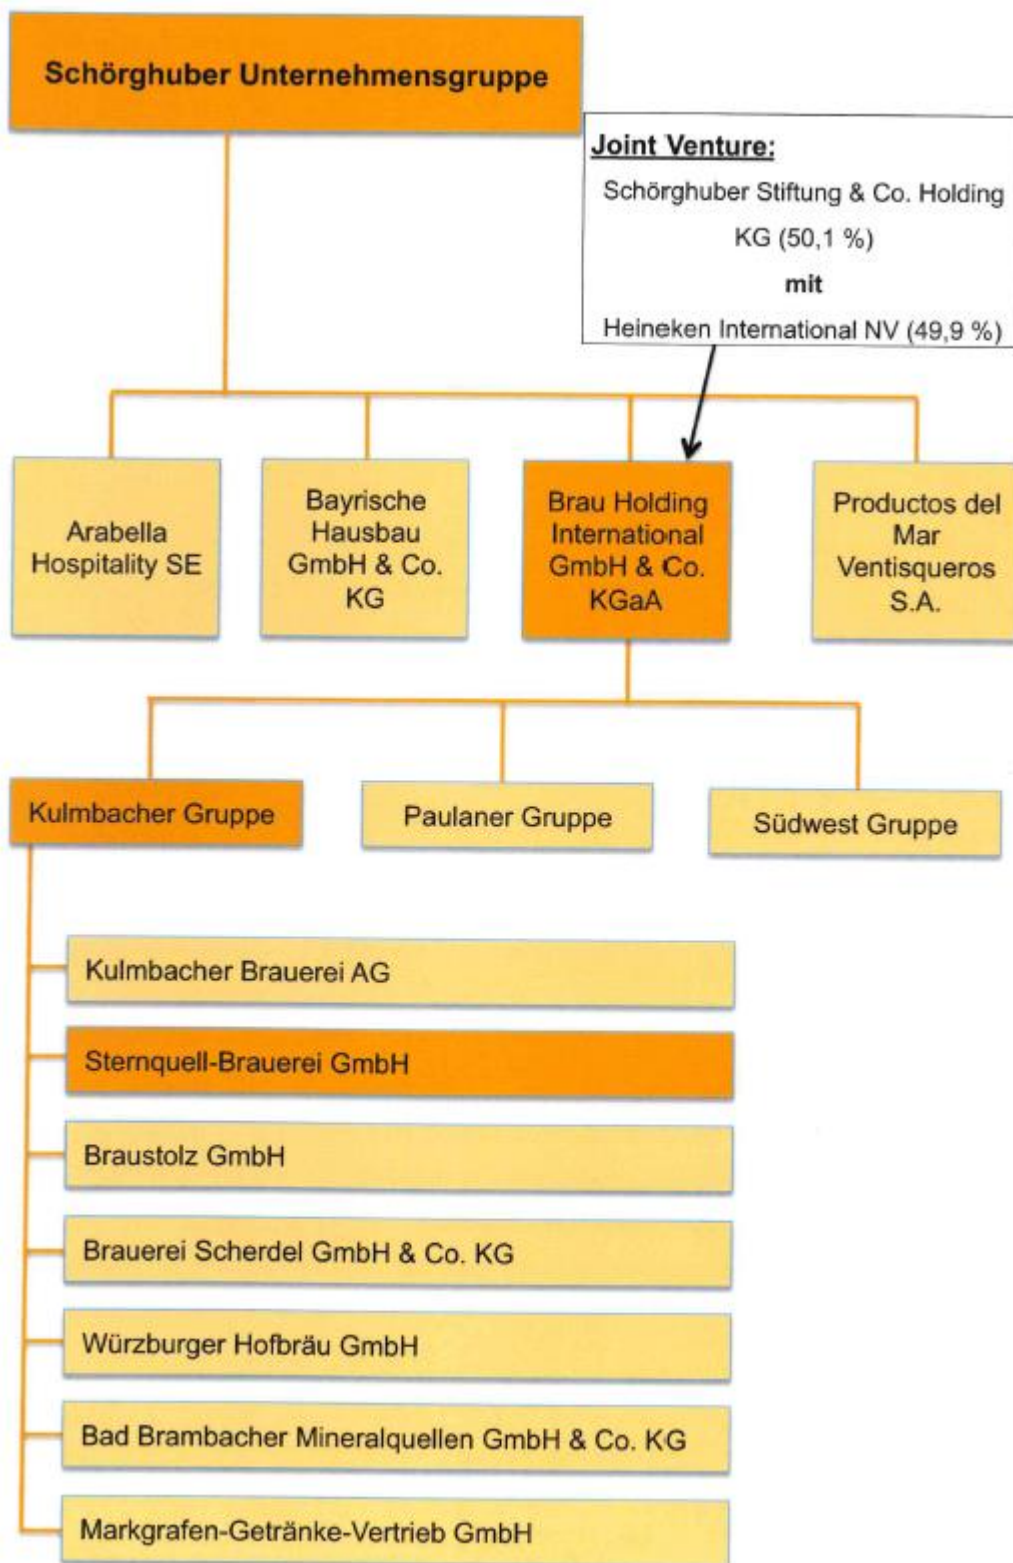 Schörghuber Unternehmensgruppe
Joint Venture:
Schörghuber Stiftung & Co. Holding
KG (50,1 %)
mit
Heineken International NV (49,9 %)
Arabella
Hospitality SE
Bayrische
Hausbau
GmbH & Co.
KG
Brau Holding
International
GmbH & Co.
KGaA
Productos del
Mar
Ventisqueros
S.A.
Kulmbacher Gruppe
Paulaner Gruppe
Südwest Gruppe
Kulmbacher Brauerei AG
Sternquell-Brauerei GmbH
Braustolz GmbH
Brauerei Scherdel GmbH & Co. KG
Würzburger Hofbräu GmbH
Bad Brambacher Mineralquellen GmbH & Co. KG
Markgrafen-Getränke-Vertrieb GmbH